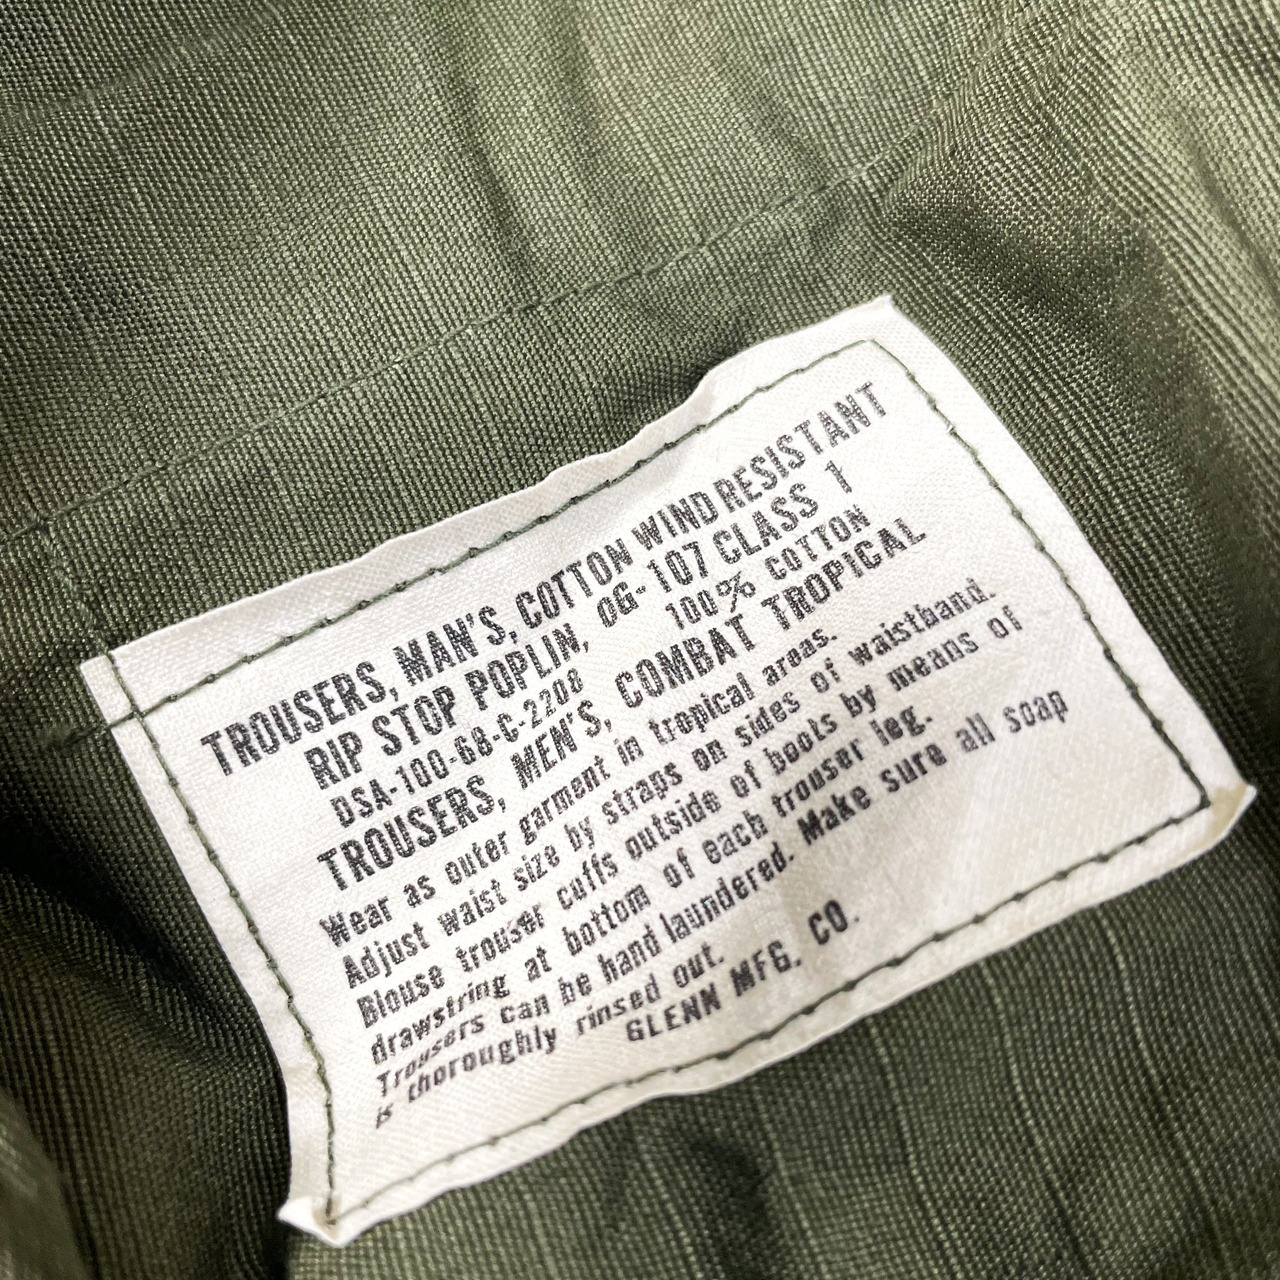 TROUSERS, MAN'S, COTTON WIND RESISTANT
RIP STOP POPLIN, OG-107 CLASS 1
DSA-100-68-C-2208 100% COTTON
TROUSERS, MEN'S, COMBAT TROPICAL
Wear as outer garment in tropical areas.
Adjust waist size by straps on sides of waistband.
Blouse trouser cuffs outside of boots by means of
drawstring at bottom of each trouser leg.
Trousers can be hand laundered. Make sure all soap
is thoroughly rinsed out.
GLENN MFG. CO.